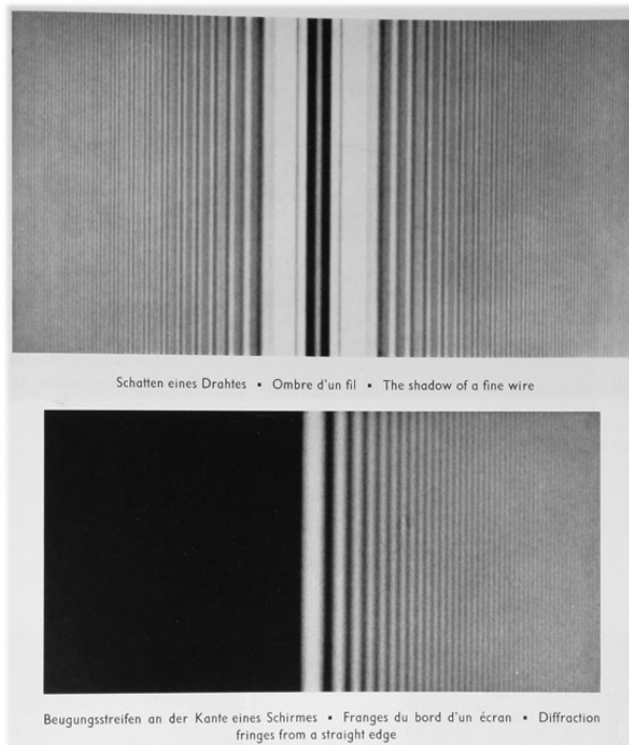 Schatten eines Drahtes ▪ Ombre d'un fil ▪ The shadow of a fine wire
Beugungsstreifen an der Kante eines Schirmes ▪ Franges du bord d'un écran ▪ Diffraction
fringes from a straight edge